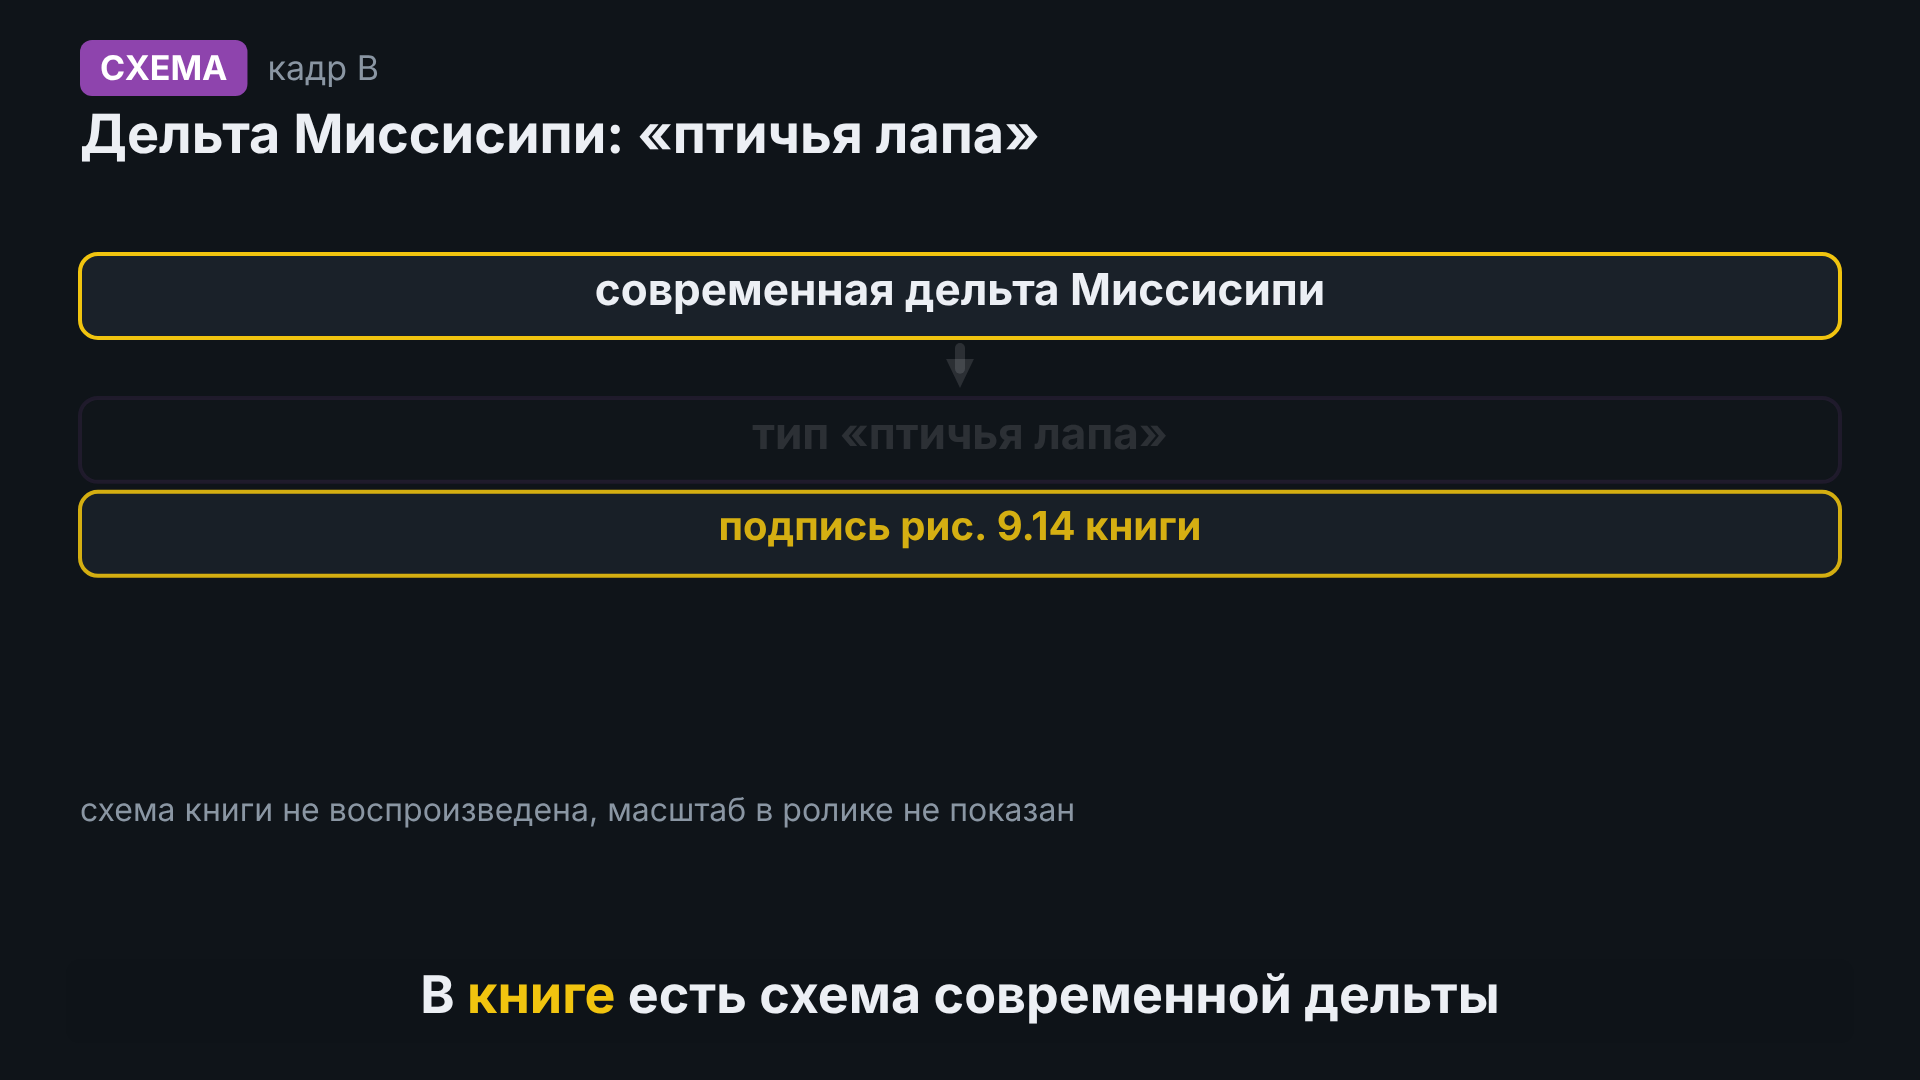 СХЕМА кадр В
Дельта Миссисипи: «птичья лапа»
современная дельта Миссисипи
тип «птичья лапа»
подпись рис. 9.14 книги
схема книги не воспроизведена, масштаб в ролике не показан
В книге есть схема современной дельты